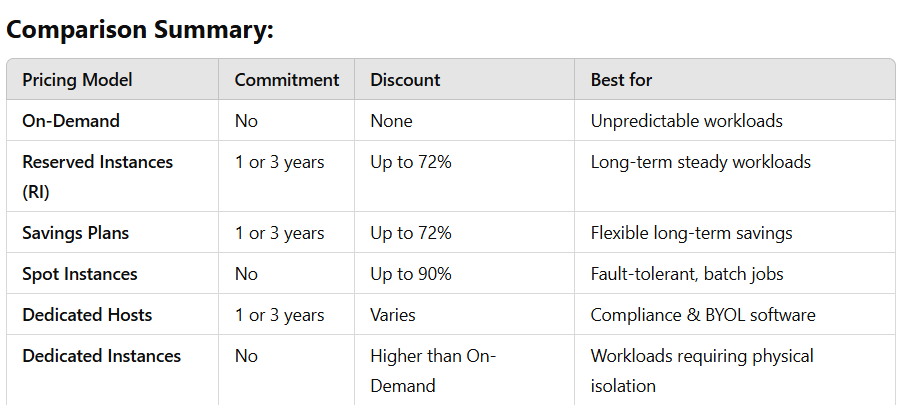 Comparison Summary:
Pricing Model Commitment Discount Best for
On-Demand No None Unpredictable workloads
Reserved Instances 1 or 3 years Up to 72% Long-term steady workloads
(RI)
Savings Plans 1 or 3 years Up to 72% Flexible long-term savings
Spot Instances No Up to 90% Fault-tolerant, batch jobs
Dedicated Hosts 1 or 3 years Varies Compliance & BYOL software
Dedicated Instances No Higher than On- Workloads requiring physical
Demand isolation